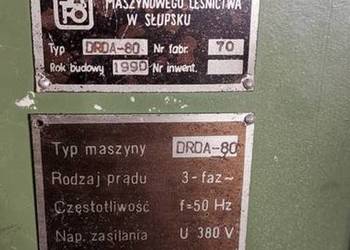 MASZYNOWEGO LEŚNICTWA
W SŁUPSKU
Typ DRDA-80 Nr fabr. 70
Rok budowy 1990 Nr inwent.
Typ maszyny DRDA-80
Rodzaj prądu 3-faz~
Częstotliwość f=50 Hz
Nap. zasilania U 380 V